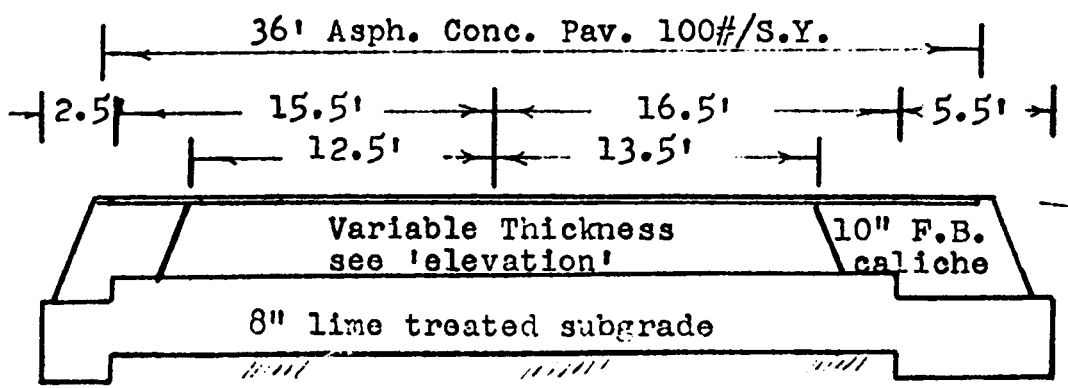 36' Asph. Conc. Pav. 100#/S.Y.
2.5'
15.5'
16.5'
5.5'
12.5'
13.5'
Variable Thickness
see 'elevation'
10" F.B.
caliche
8" lime treated subgrade